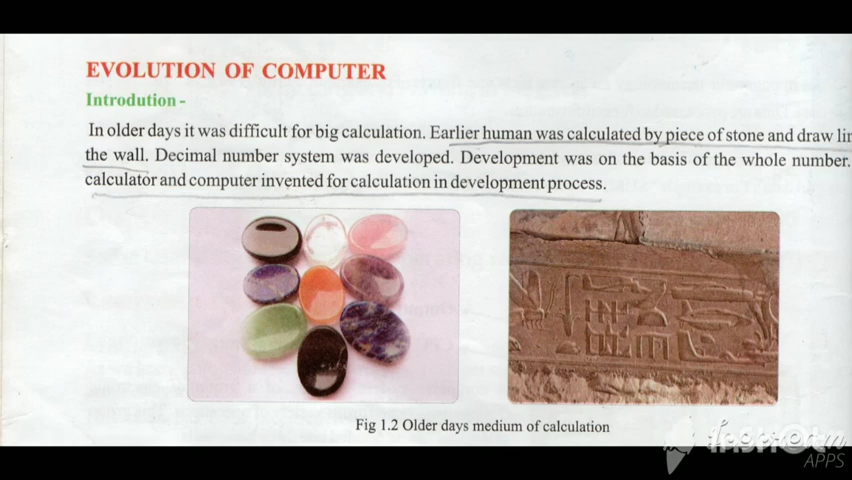 EVOLUTION OF COMPUTER
Introdution -
In older days it was difficult for big calculation. Earlier human was calculated by piece of stone and draw
the wall. Decimal number system was developed. Development was on the basis of the whole number.
calculator and computer invented for calculation in development process.
Fig 1.2 Older days medium of calculation
APPS